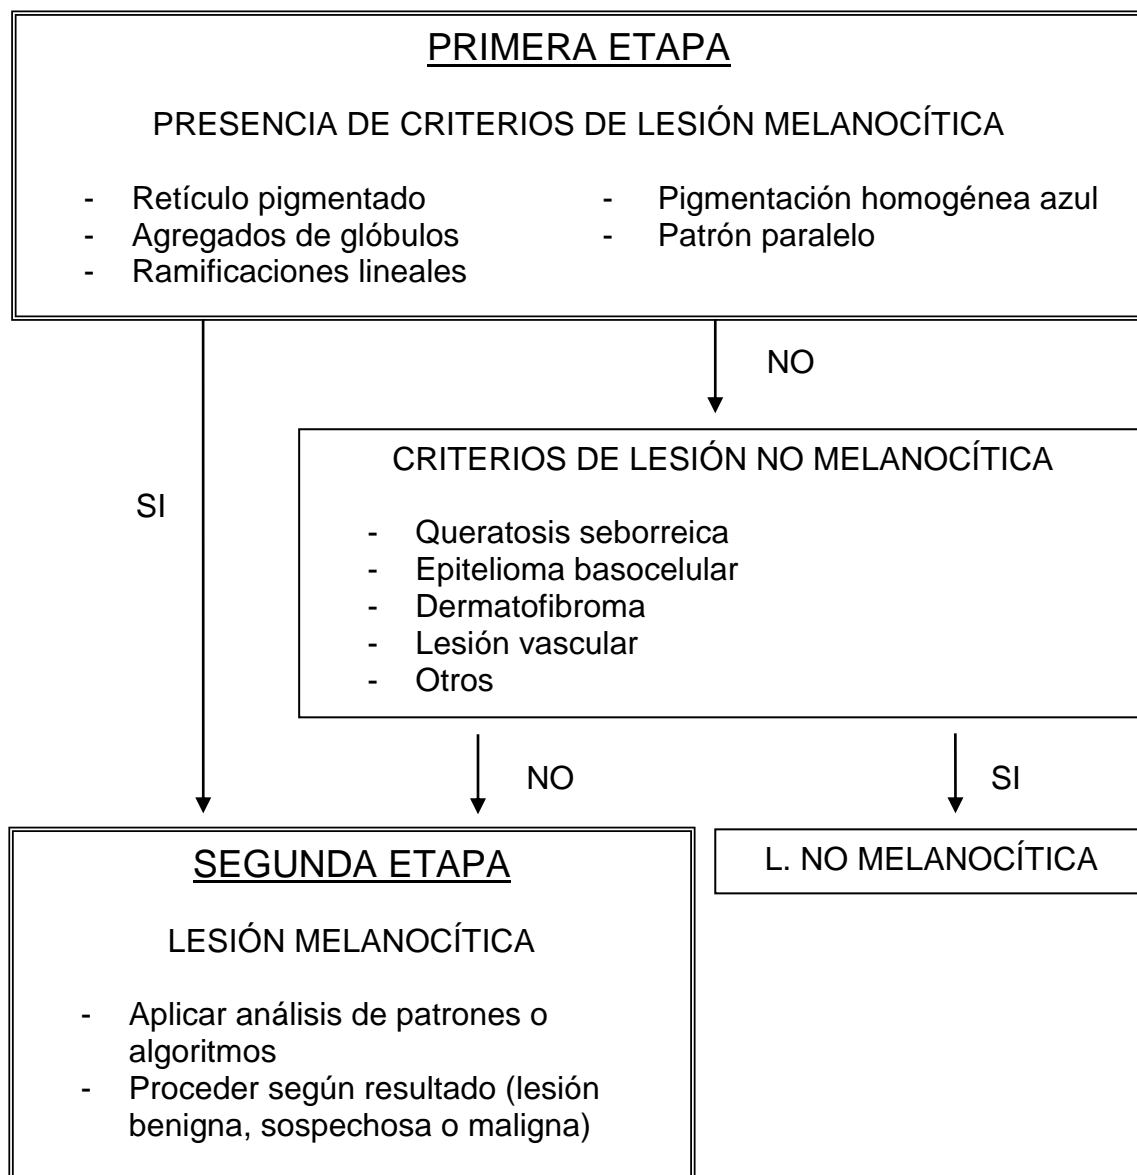 PRIMERA ETAPA
PRESENCIA DE CRITERIOS DE LESIÓN MELANOCÍTICA
- Retículo pigmentado
- Agregados de glóbulos
- Ramificaciones lineales
- Pigmentación homogénea azul
- Patrón paralelo
NO
CRITERIOS DE LESIÓN NO MELANOCÍTICA
SI
- Queratosis seborreica
- Epitelioma basocelular
- Dermatofibroma
- Lesión vascular
- Otros
NO
SI
SEGUNDA ETAPA
LESIÓN MELANOCÍTICA
- Aplicar análisis de patrones o
algoritmos
- Proceder según resultado (lesión
benigna, sospechosa o maligna)
L. NO MELANOCÍTICA